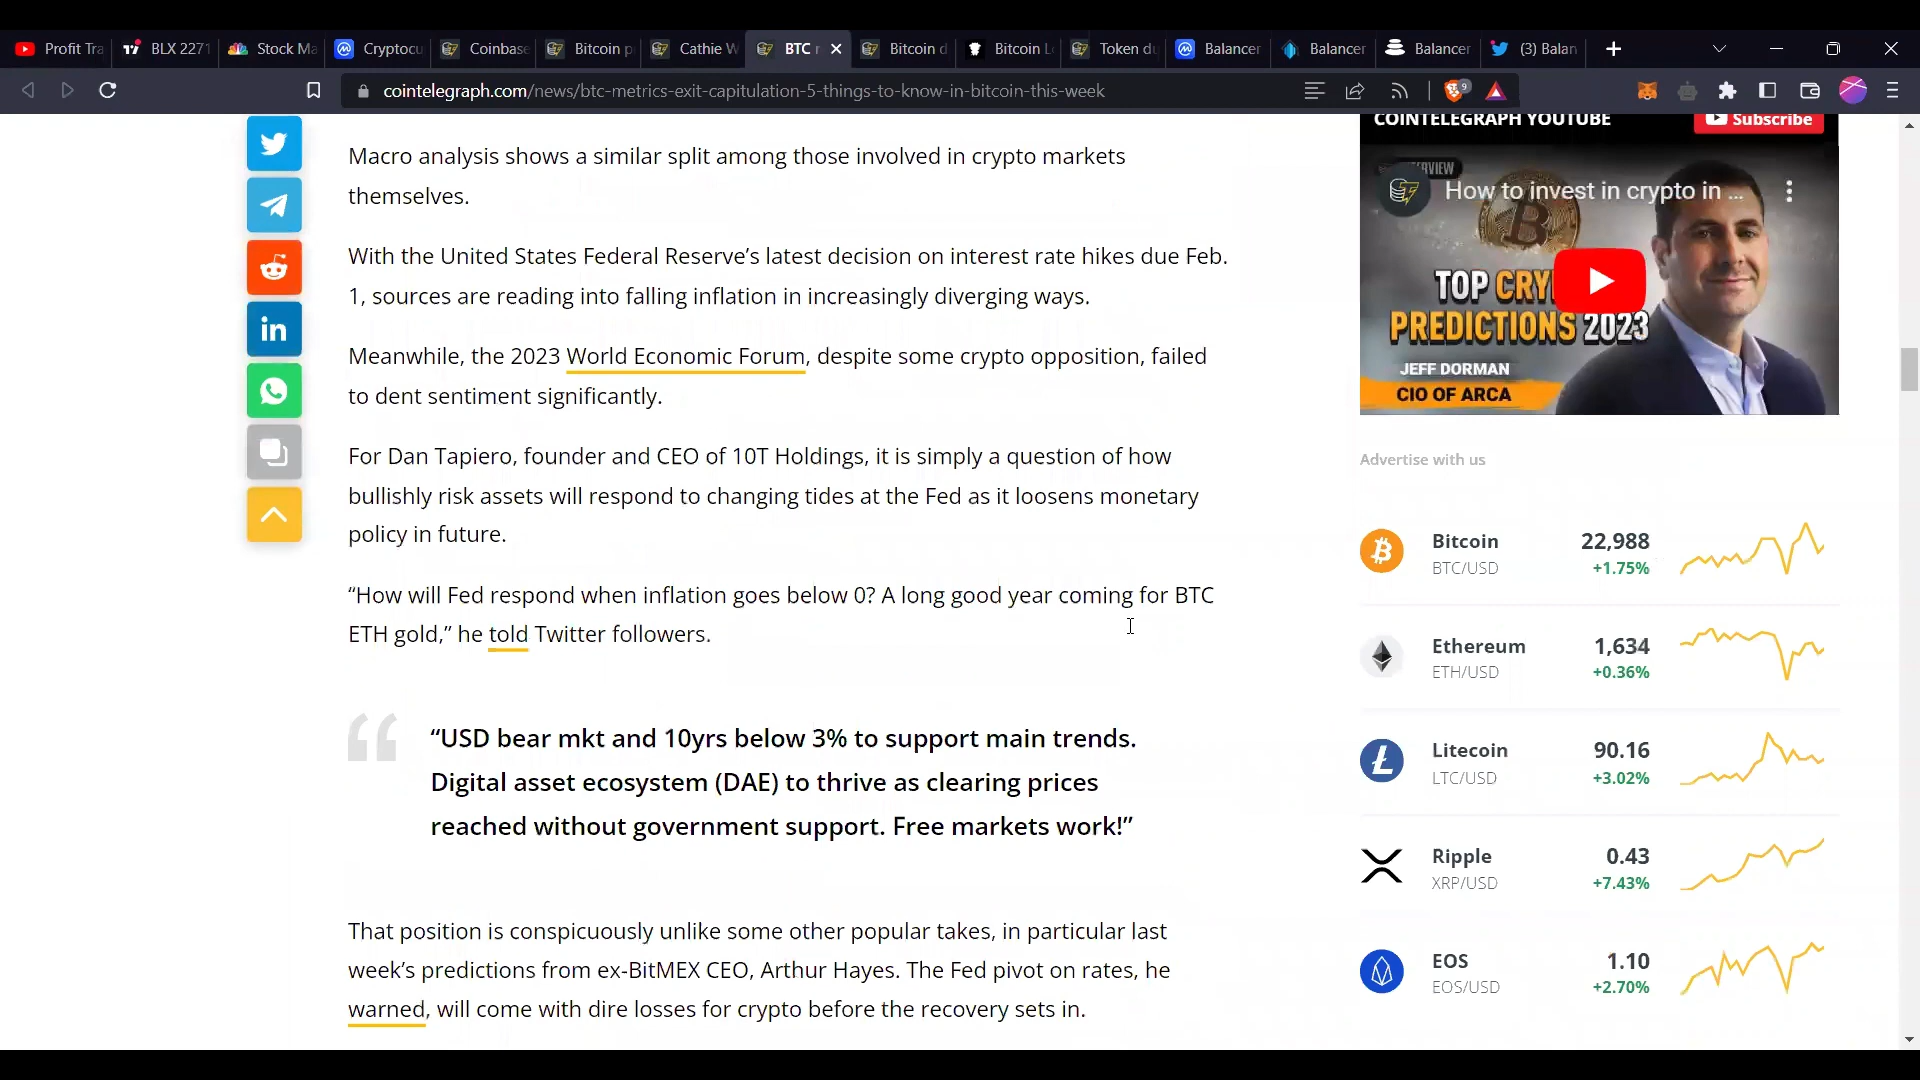 Profit Tra
BLX 2271
Stock Ma
Cryptocu
Coinbase
Bitcoin p
Cathie W
BTC
Bitcoin d
Bitcoin L
Token du
Balancer
Balancer
Balancer
(3) Balan
cointelegraph.com/news/btc-metrics-exit-capitulation-5-things-to-know-in-bitcoin-this-week
9
Macro analysis shows a similar split among those involved in crypto markets
themselves.
With the United States Federal Reserve’s latest decision on interest rate hikes due Feb.
1, sources are reading into falling inflation in increasingly diverging ways.
Meanwhile, the 2023 World Economic Forum, despite some crypto opposition, failed
to dent sentiment significantly.
For Dan Tapiero, founder and CEO of 10T Holdings, it is simply a question of how
bullishly risk assets will respond to changing tides at the Fed as it loosens monetary
policy in future.
“How will Fed respond when inflation goes below 0? A long good year coming for BTC
ETH gold,” he told Twitter followers.
“USD bear mkt and 10yrs below 3% to support main trends.
Digital asset ecosystem (DAE) to thrive as clearing prices
reached without government support. Free markets work!”
That position is conspicuously unlike some other popular takes, in particular last
week’s predictions from ex-BitMEX CEO, Arthur Hayes. The Fed pivot on rates, he
warned, will come with dire losses for crypto before the recovery sets in.
COINTELEGRAPH YOUTUBE
Subscribe
How to invest in crypto in ...
PREDICTIONS 2023
JEFF DORMAN
CIO OF ARCA
Advertise with us
Bitcoin 22,988
BTC/USD +1.75%
Ethereum 1,634
ETH/USD +0.36%
Litecoin 90.16
LTC/USD +3.02%
Ripple 0.43
XRP/USD +7.43%
EOS 1.10
EOS/USD +2.70%